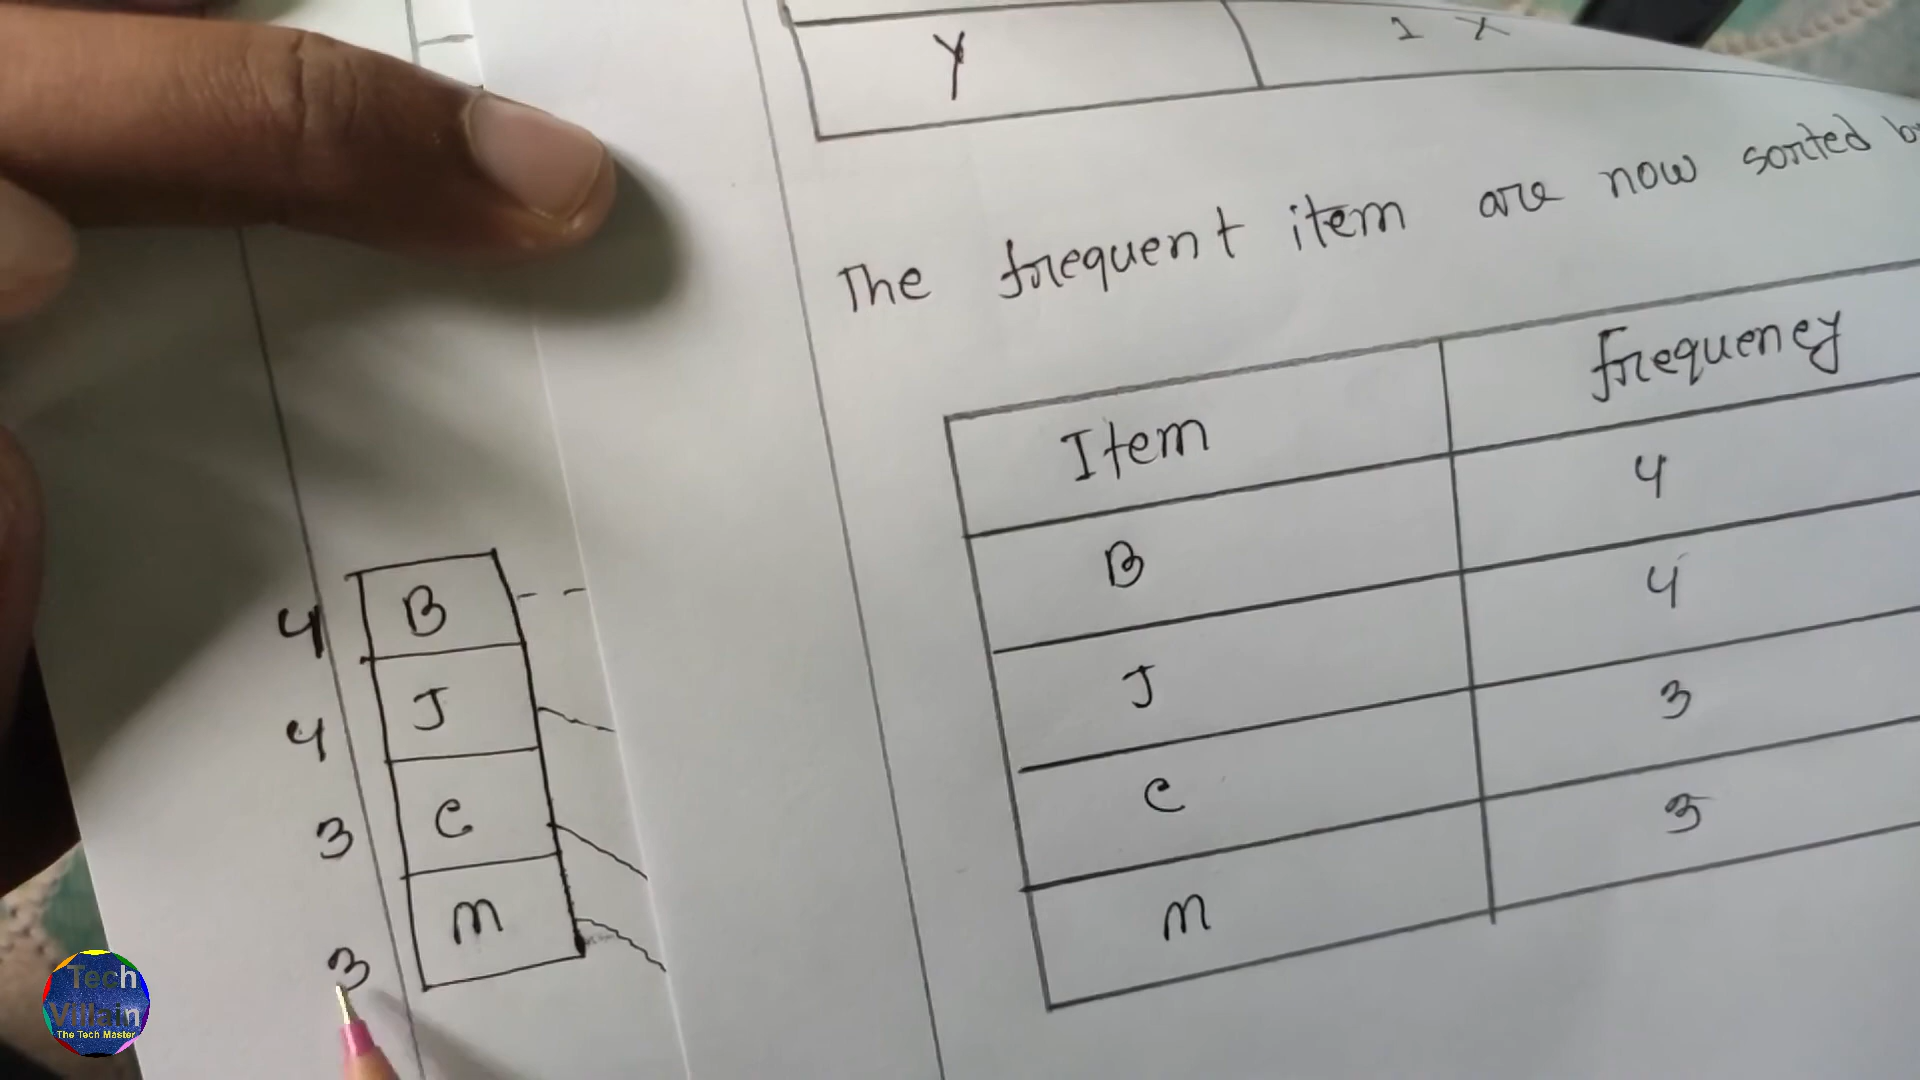 Y 1 X
The frequent item are now sorted
Item frequency
B 4
J 4
C 3
M 3
4 B
4 J
3 C
3 M
Tech
Villain
The Tech Master